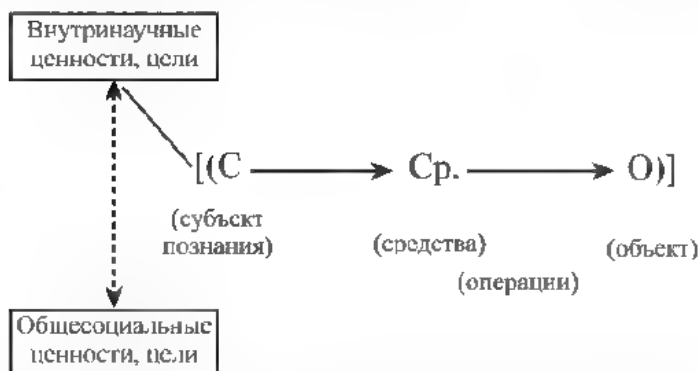 Внутринаучные
ценности, цели
[(С Ср. О)]
(субъект
познания)
(средства)
(объект)
(операции)
Общесоциальные
ценности, цели